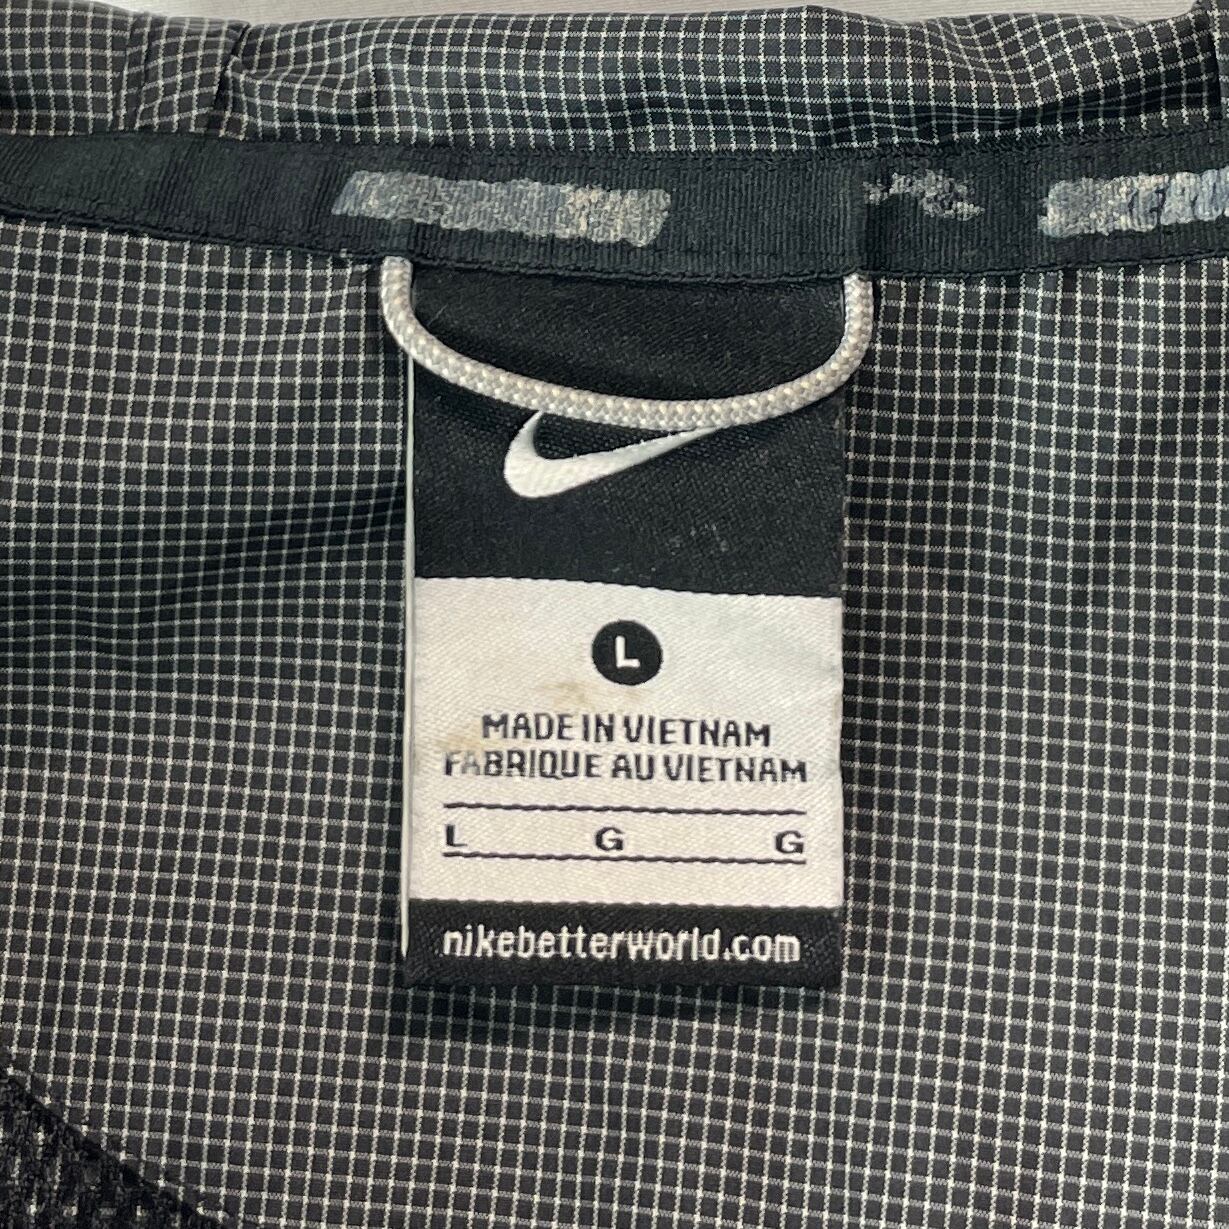 L
MADE IN VIETNAM
FABRIQUE AU VIETNAM
L G G
nikebetterworld.com